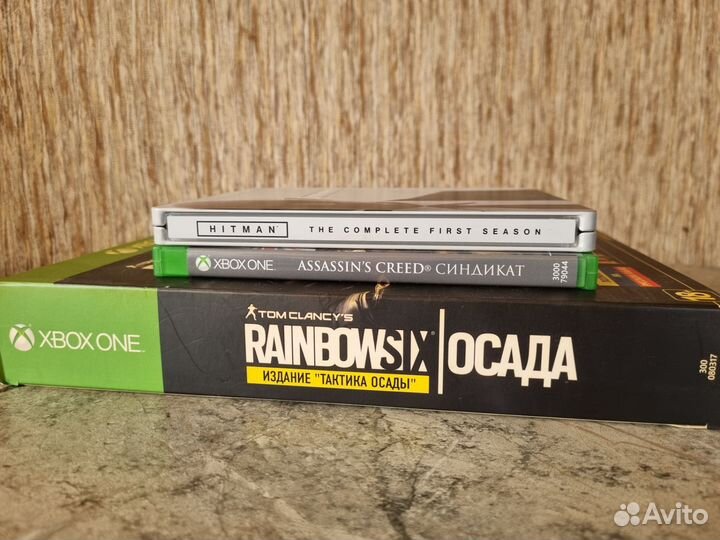 HITMAN THE COMPLETE FIRST SEASON
XBOX ONE ASSASSIN'S CREED® СИНДИКАТ
3000
79044
TOM CLANCY'S
XBOX ONE RAINBOWSIX ОСАДА
ИЗДАНИЕ "ТАКТИКА ОСАДЫ"
300
080317
Avito